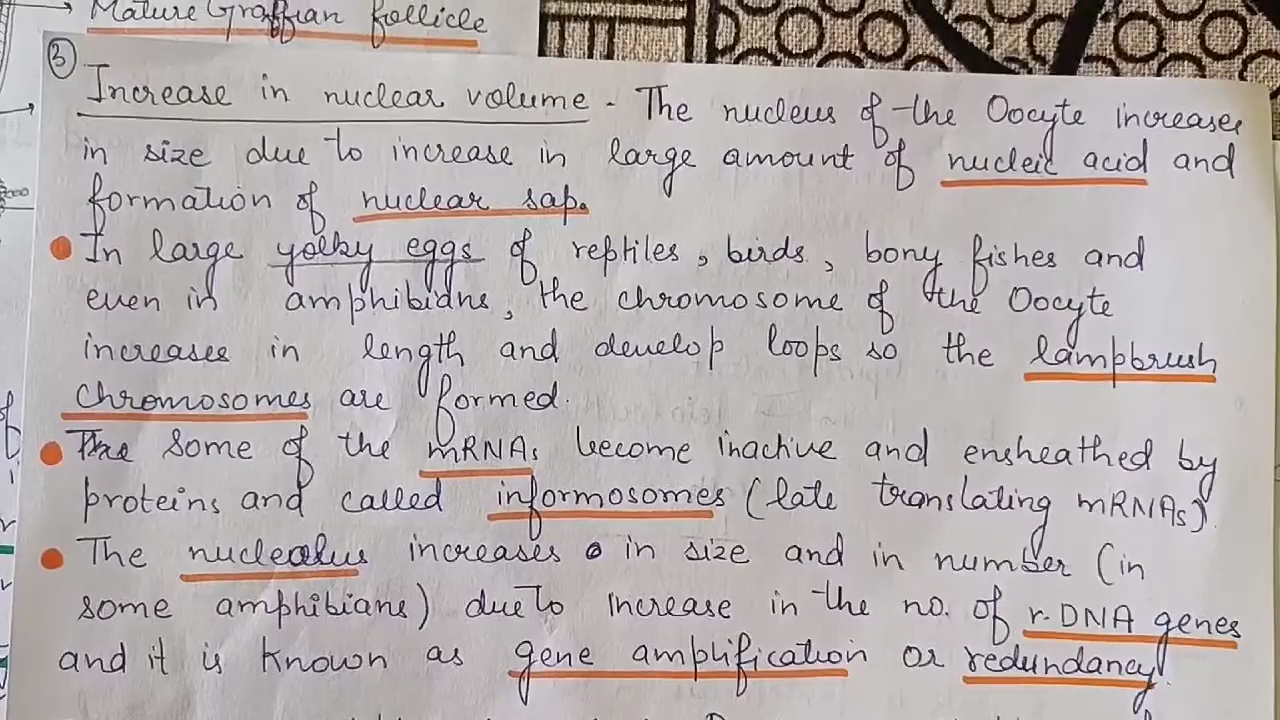 Mature Graffian follicle
3
Increase in nuclear volume - The nucleus of the Oocyte increases
in size due to increase in large amount of nucleic acid and
formation of nuclear sap.
In large yolky eggs of reptiles, birds, bony fishes and
even in amphibians, the chromosome of the Oocyte
increases in length and develop loops so the lampbrush
chromosomes are formed.
The Some of the mRNAs become inactive and ensheathed by
proteins and called informosomes (late translating mRNAs)
The nucleolus increases in size and in number (in
some amphibians) due to increase in the no. of r-DNA genes
and it is known as gene amplification or redundancy.